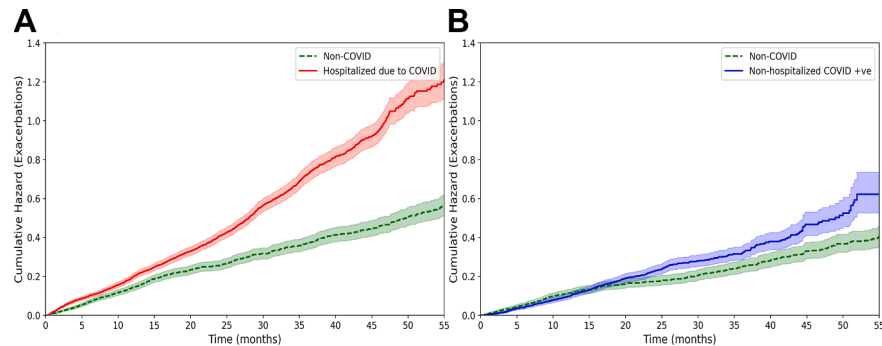 A
Cumulative Hazard (Exacerbations)
1.4
1.2
1.0
0.8
0.6
0.4
0.2
0.0
Non-COVID
Hospitalized due to COVID
0 5 10 15 20 25 30 35 40 45 50 55
Time (months)
B
Cumulative Hazard (Exacerbations)
1.4
1.2
1.0
0.8
0.6
0.4
0.2
0.0
Non-COVID
Non-hospitalized COVID +ve
0 5 10 15 20 25 30 35 40 45 50 55
Time (months)